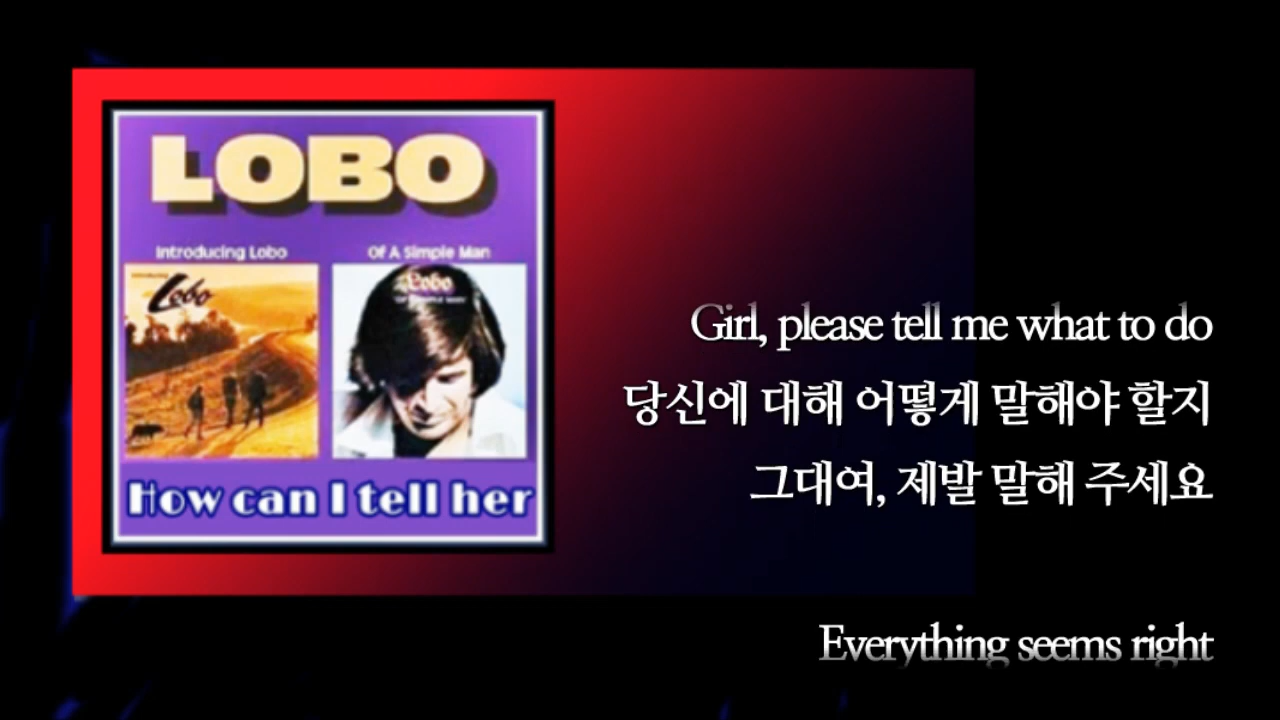 LOBO
Introducing Lobo
Of A Simple Man
Introducing
Lobo
Lobo
How can I tell her
Girl, please tell me what to do
당신에 대해 어떻게 말해야 할지
그대여, 제발 말해 주세요
Everything seems right